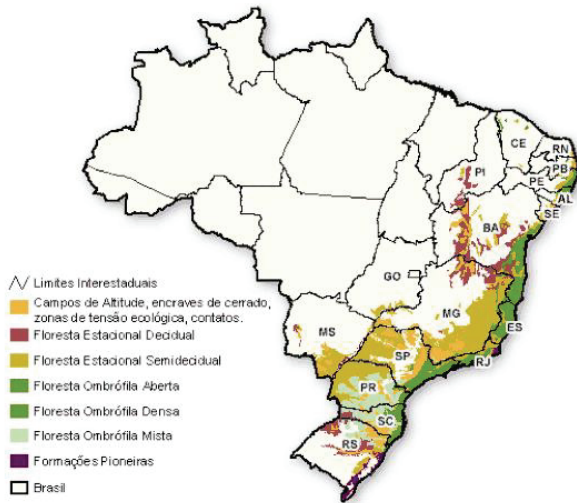 CE
RN
PB
PI
PE
AL
SE
BA
GO
MG
ES
MS
SP
RJ
PR
SC
RS
Limites Interestaduais
Campos de Altitude, encraves de cerrado,
zonas de tensão ecológica, contatos.
Floresta Estacional Decidual
Floresta Estacional Semidecidual
Floresta Ombrófila Aberta
Floresta Ombrófila Densa
Floresta Ombrófila Mista
Formações Pioneiras
Brasil